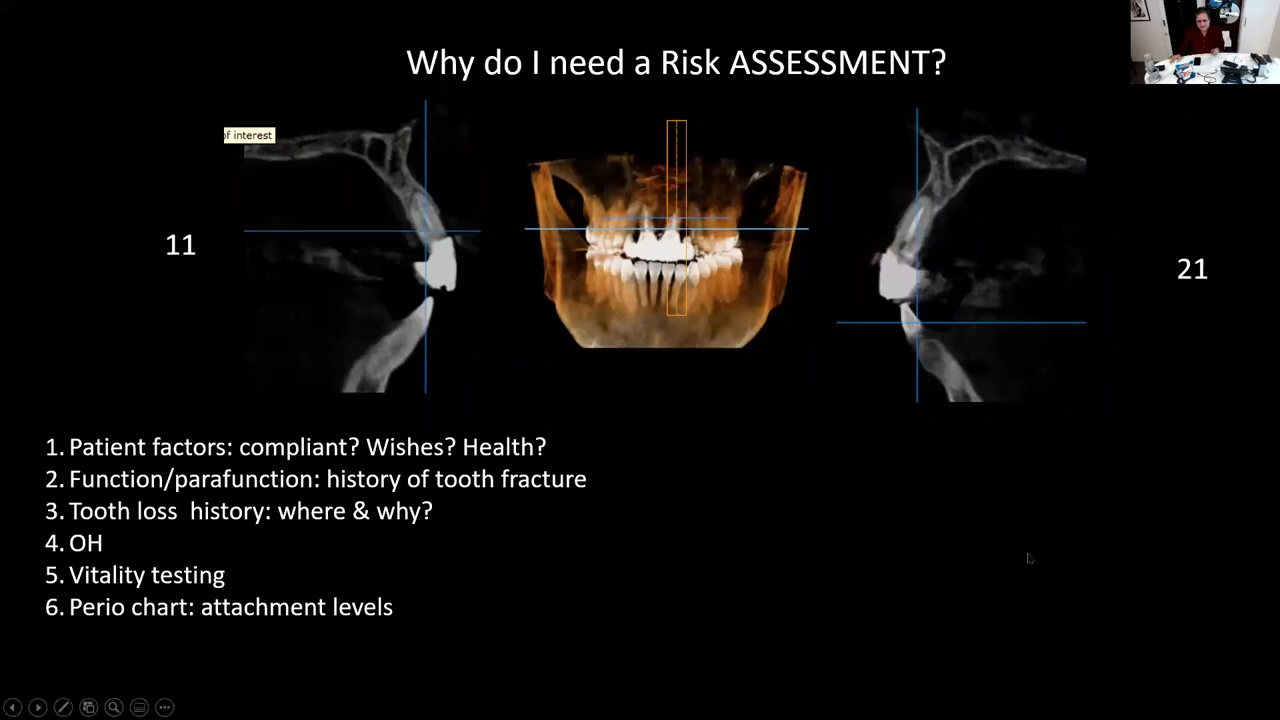 Why do I need a Risk ASSESSMENT?
of interest
11
21
1. Patient factors: compliant? Wishes? Health?
2. Function/parafunction: history of tooth fracture
3. Tooth loss  history: where & why?
4. OH
5. Vitality testing
6. Perio chart: attachment levels